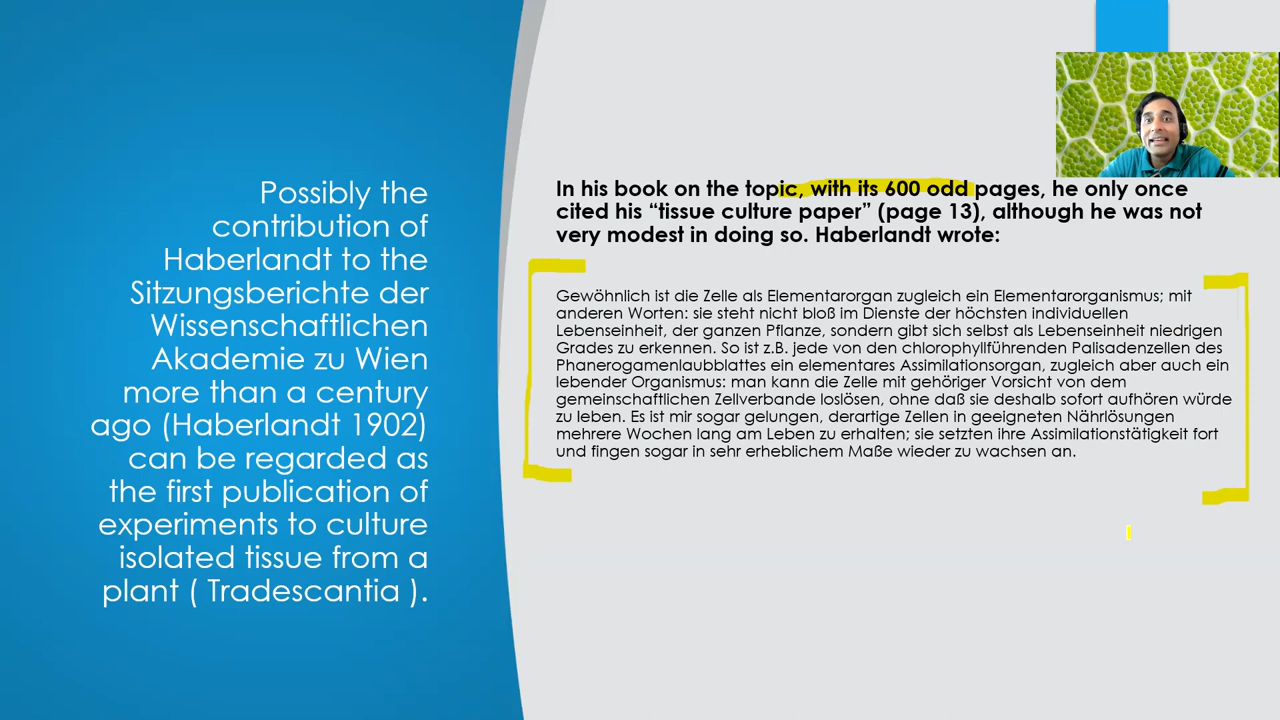 Possibly the
contribution of
Haberlandt to the
Sitzungsberichte der
Wissenschaftlichen
Akademie zu Wien
more than a century
ago (Haberlandt 1902)
can be regarded as
the first publication of
experiments to culture
isolated tissue from a
plant ( Tradescantia ).
In his book on the topic, with its 600 odd pages, he only once
cited his “tissue culture paper” (page 13), although he was not
very modest in doing so. Haberlandt wrote:
Gewöhnlich ist die Zelle als Elementarorgan zugleich ein Elementarorganismus; mit
anderen Worten: sie steht nicht bloß im Dienste der höchsten individuellen
Lebenseinheit, der ganzen Pflanze, sondern gibt sich selbst als Lebenseinheit niedrigen
Grades zu erkennen. So ist z.B. jede von den chlorophyllführenden Palisadenzellen des
Phanerogamenlaubblattes ein elementares Assimilationsorgan, zugleich aber auch ein
lebender Organismus: man kann die Zelle mit gehöriger Vorsicht von dem
gemeinschaftlichen Zellverbande loslösen, ohne daß sie deshalb sofort aufhören würde
zu leben. Es ist mir sogar gelungen, derartige Zellen in geeigneten Nährlösungen
mehrere Wochen lang am Leben zu erhalten; sie setzten ihre Assimilationstätigkeit fort
und fingen sogar in sehr erheblichem Maße wieder zu wachsen an.